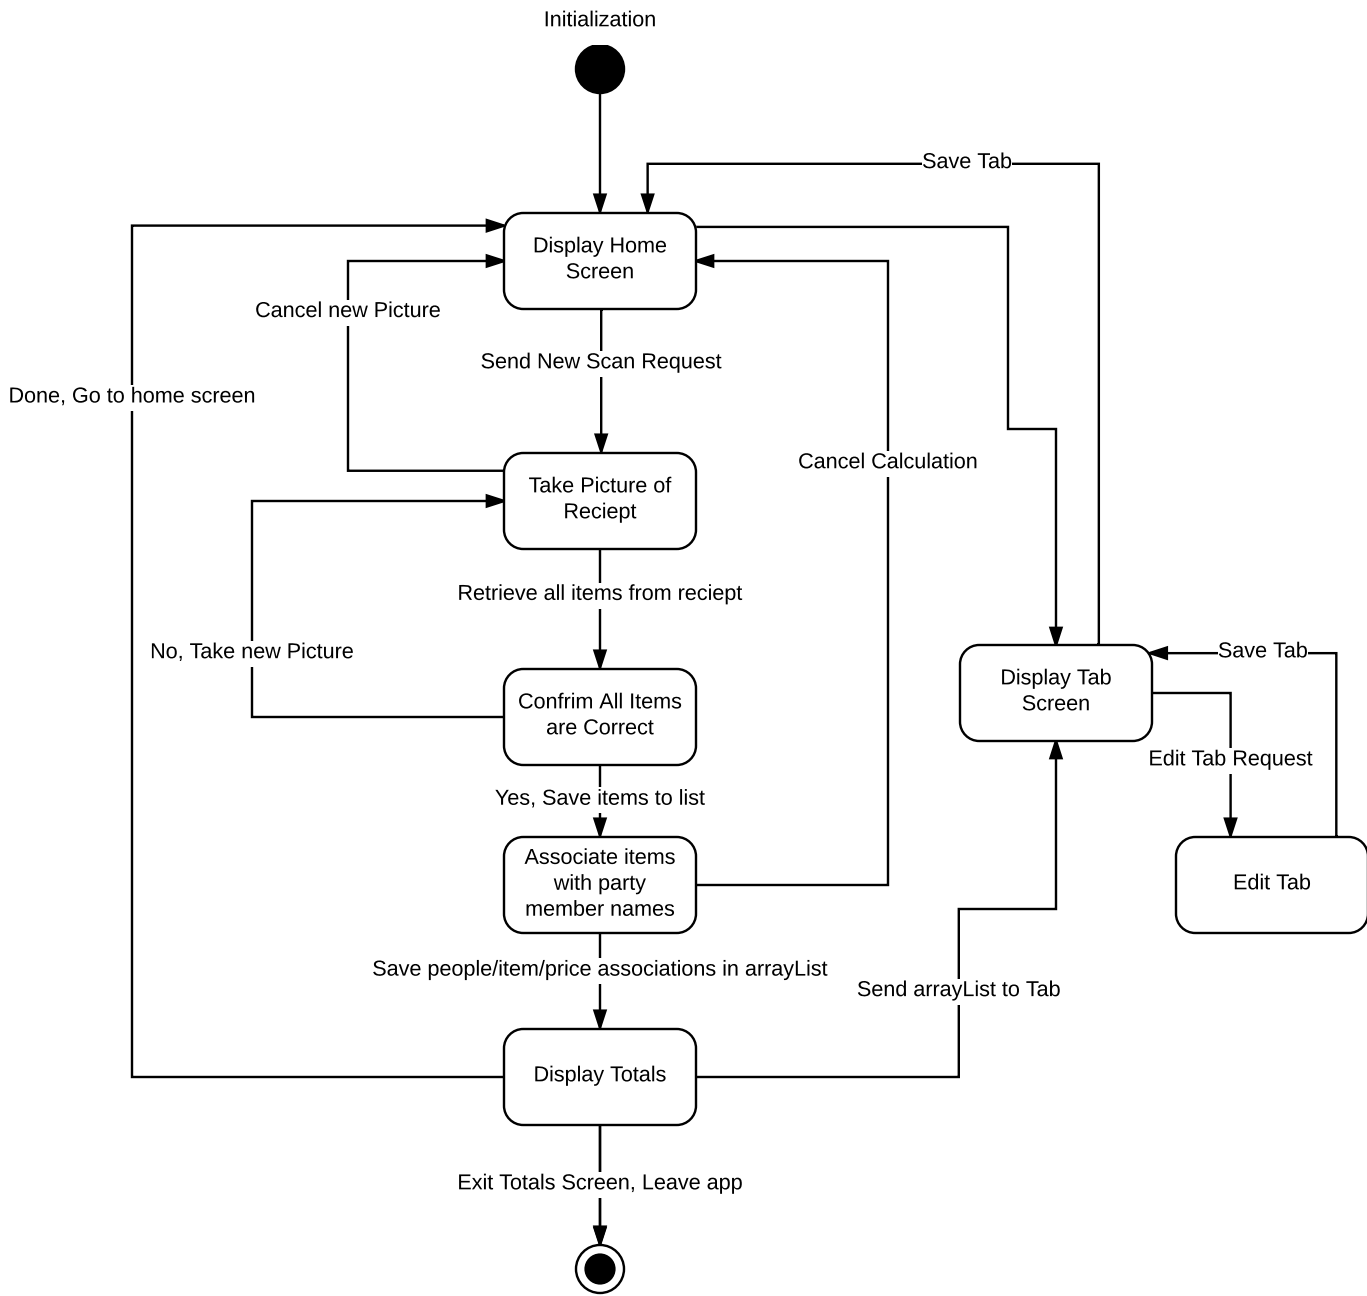 Initialization
Save Tab
Display Home
Screen
Cancel new Picture
Send New Scan Request
Done, Go to home screen
Cancel Calculation
Take Picture of
Reciept
Retrieve all items from reciept
No, Take new Picture
Save Tab
Display Tab
Screen
Confrim All Items
are Correct
Edit Tab Request
Yes, Save items to list
Associate items
with party
member names
Edit Tab
Save people/item/price associations in arrayList
Send arrayList to Tab
Display Totals
Exit Totals Screen, Leave app